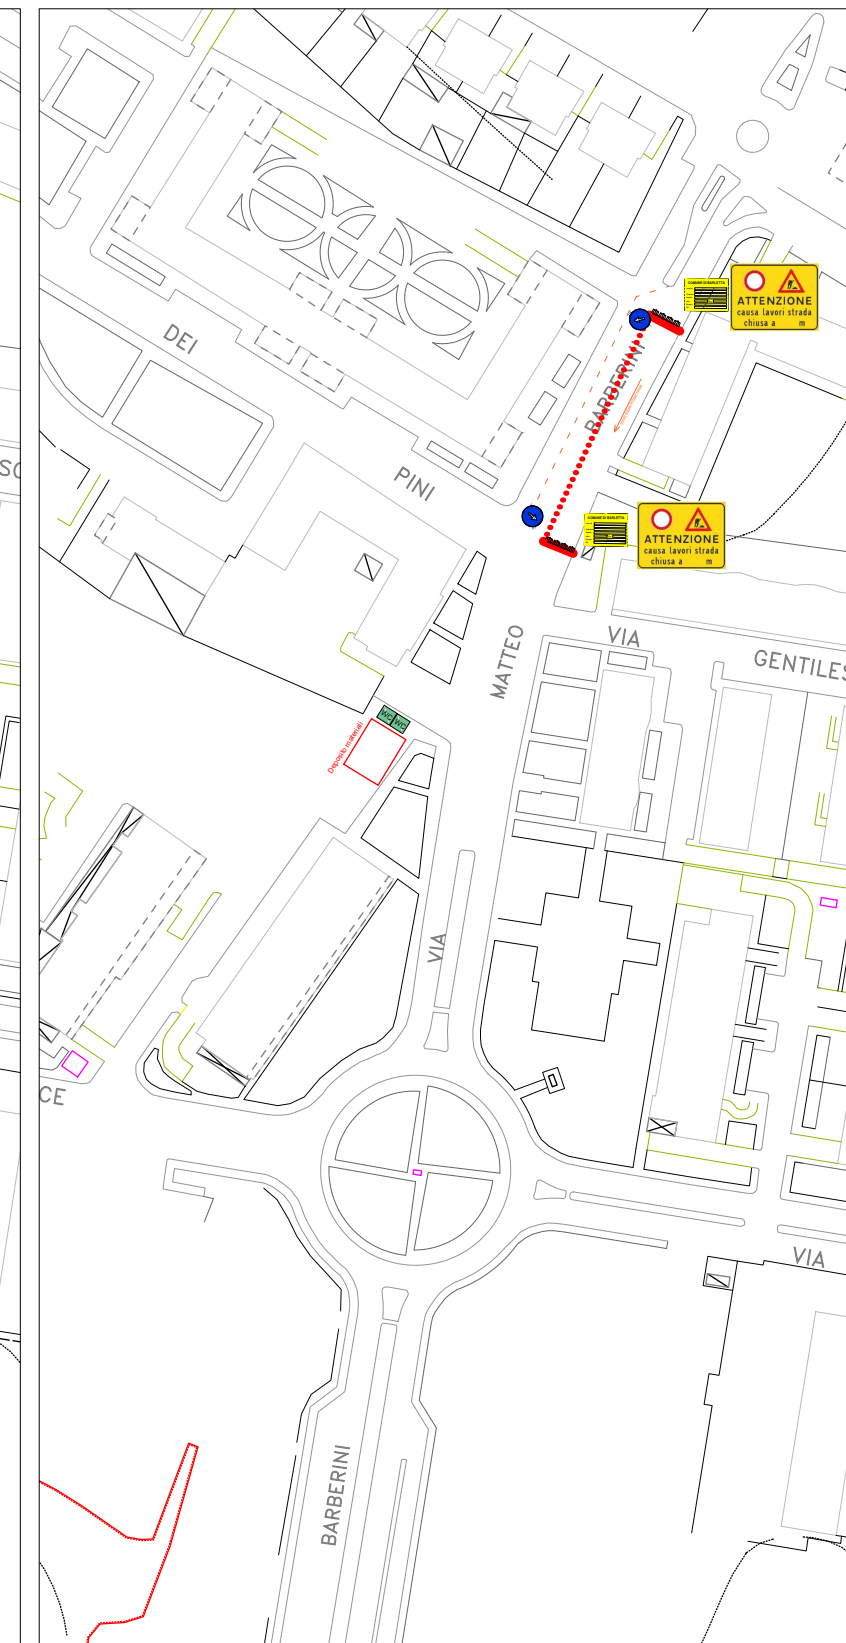 COMUNE DI BARLETTA
ATTENZIONE
causa lavori strada
chiusa a m
DEI
BARBERINI
SC
PINI
COMUNE DI BARLETTA
ATTENZIONE
causa lavori strada
chiusa a m
VIA
MATTEO
GENTILES
WC WC
Deposito materiali
VIA
CE
VIA
BARBERINI